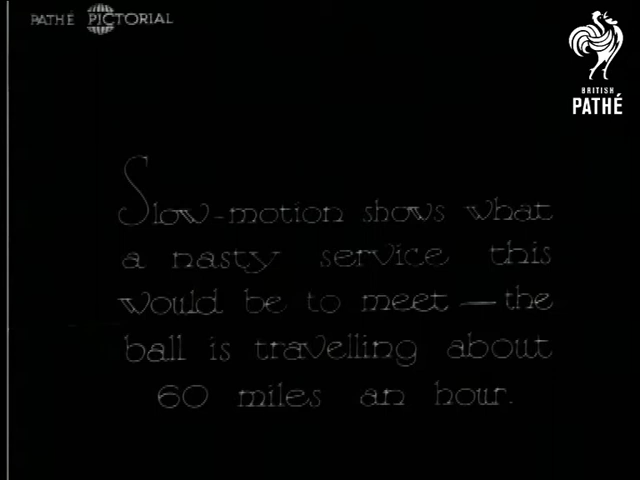 PATHÉ PICTORIAL
BRITISH
PATHÉ
Slow-motion shows what
a nasty service this
would be to meet — the
ball is travelling about
60 miles an hour.